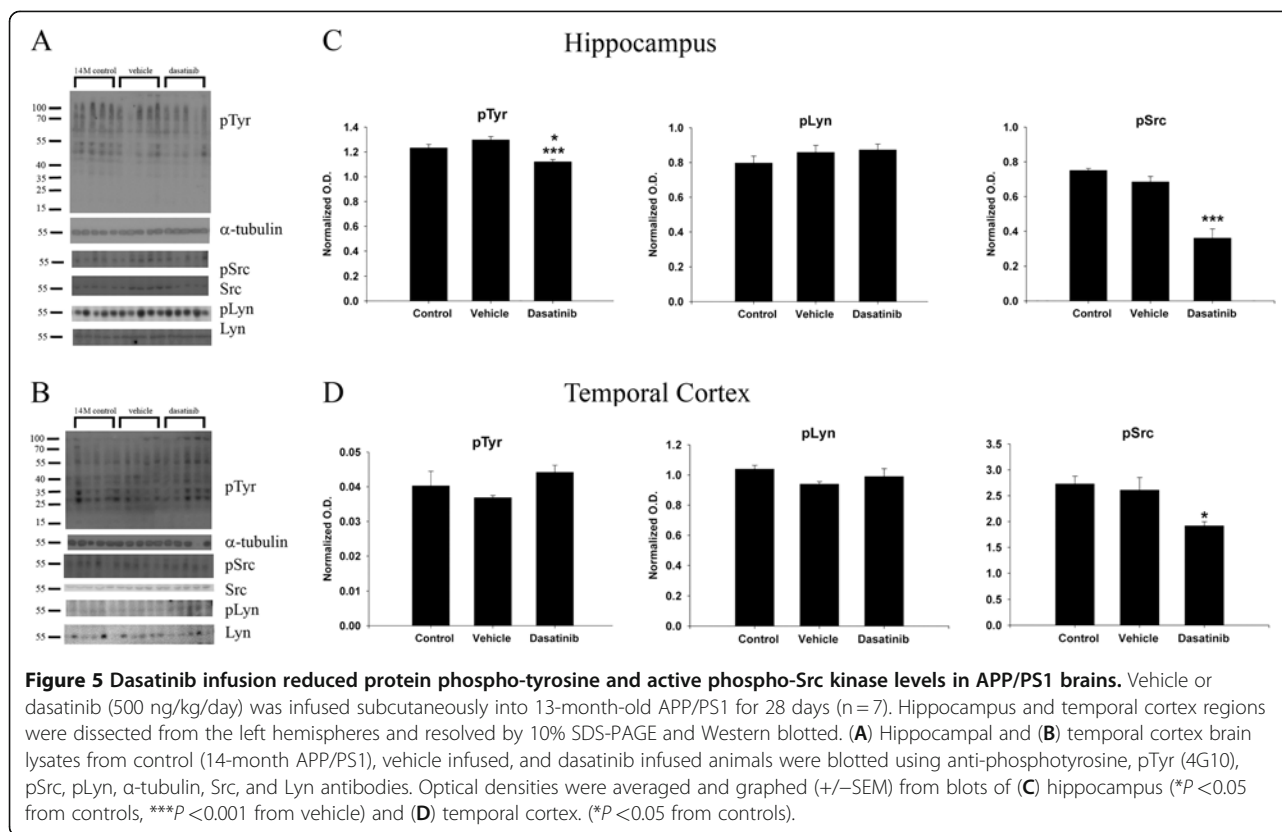 A
14M control vehicle dasatinib
100
70
55
40
35
25
15
pTyr
55
α-tubulin
55
pSrc
55
Src
55
pLyn
55
Lyn
C
Hippocampus
pTyr
Normalized O.D.
1.4
1.2
1.0
0.8
0.6
0.4
0.2
0.0
*
***
Control Vehicle Dasatinib
pLyn
Normalized O.D.
1.0
0.8
0.6
0.4
0.2
0.0
Control Vehicle Dasatinib
pSrc
Normalized O.D.
1.0
0.8
0.6
0.4
0.2
0.0
***
Control Vehicle Dasatinib
B
14M control vehicle dasatinib
100
70
55
40
35
25
15
pTyr
55
α-tubulin
55
pSrc
55
Src
55
pLyn
55
Lyn
D
Temporal Cortex
pTyr
Normalized O.D.
0.05
0.04
0.03
0.02
0.01
0.00
Control Vehicle Dasatinib
pLyn
Normalized O.D.
1.2
1.0
0.8
0.6
0.4
0.2
0.0
Control Vehicle Dasatinib
pSrc
Normalized O.D.
3.5
3.0
2.5
2.0
1.5
1.0
0.5
0.0
*
Control Vehicle Dasatinib
Figure 5 Dasatinib infusion reduced protein phospho-tyrosine and active phospho-Src kinase levels in APP/PS1 brains. Vehicle or
dasatinib (500 ng/kg/day) was infused subcutaneously into 13-month-old APP/PS1 for 28 days (n = 7). Hippocampus and temporal cortex regions
were dissected from the left hemispheres and resolved by 10% SDS-PAGE and Western blotted. (A) Hippocampal and (B) temporal cortex brain
lysates from control (14-month APP/PS1), vehicle infused, and dasatinib infused animals were blotted using anti-phosphotyrosine, pTyr (4G10),
pSrc, pLyn, α-tubulin, Src, and Lyn antibodies. Optical densities were averaged and graphed (+/−SEM) from blots of (C) hippocampus (*P <0.05
from controls, ***P <0.001 from vehicle) and (D) temporal cortex. (*P <0.05 from controls).